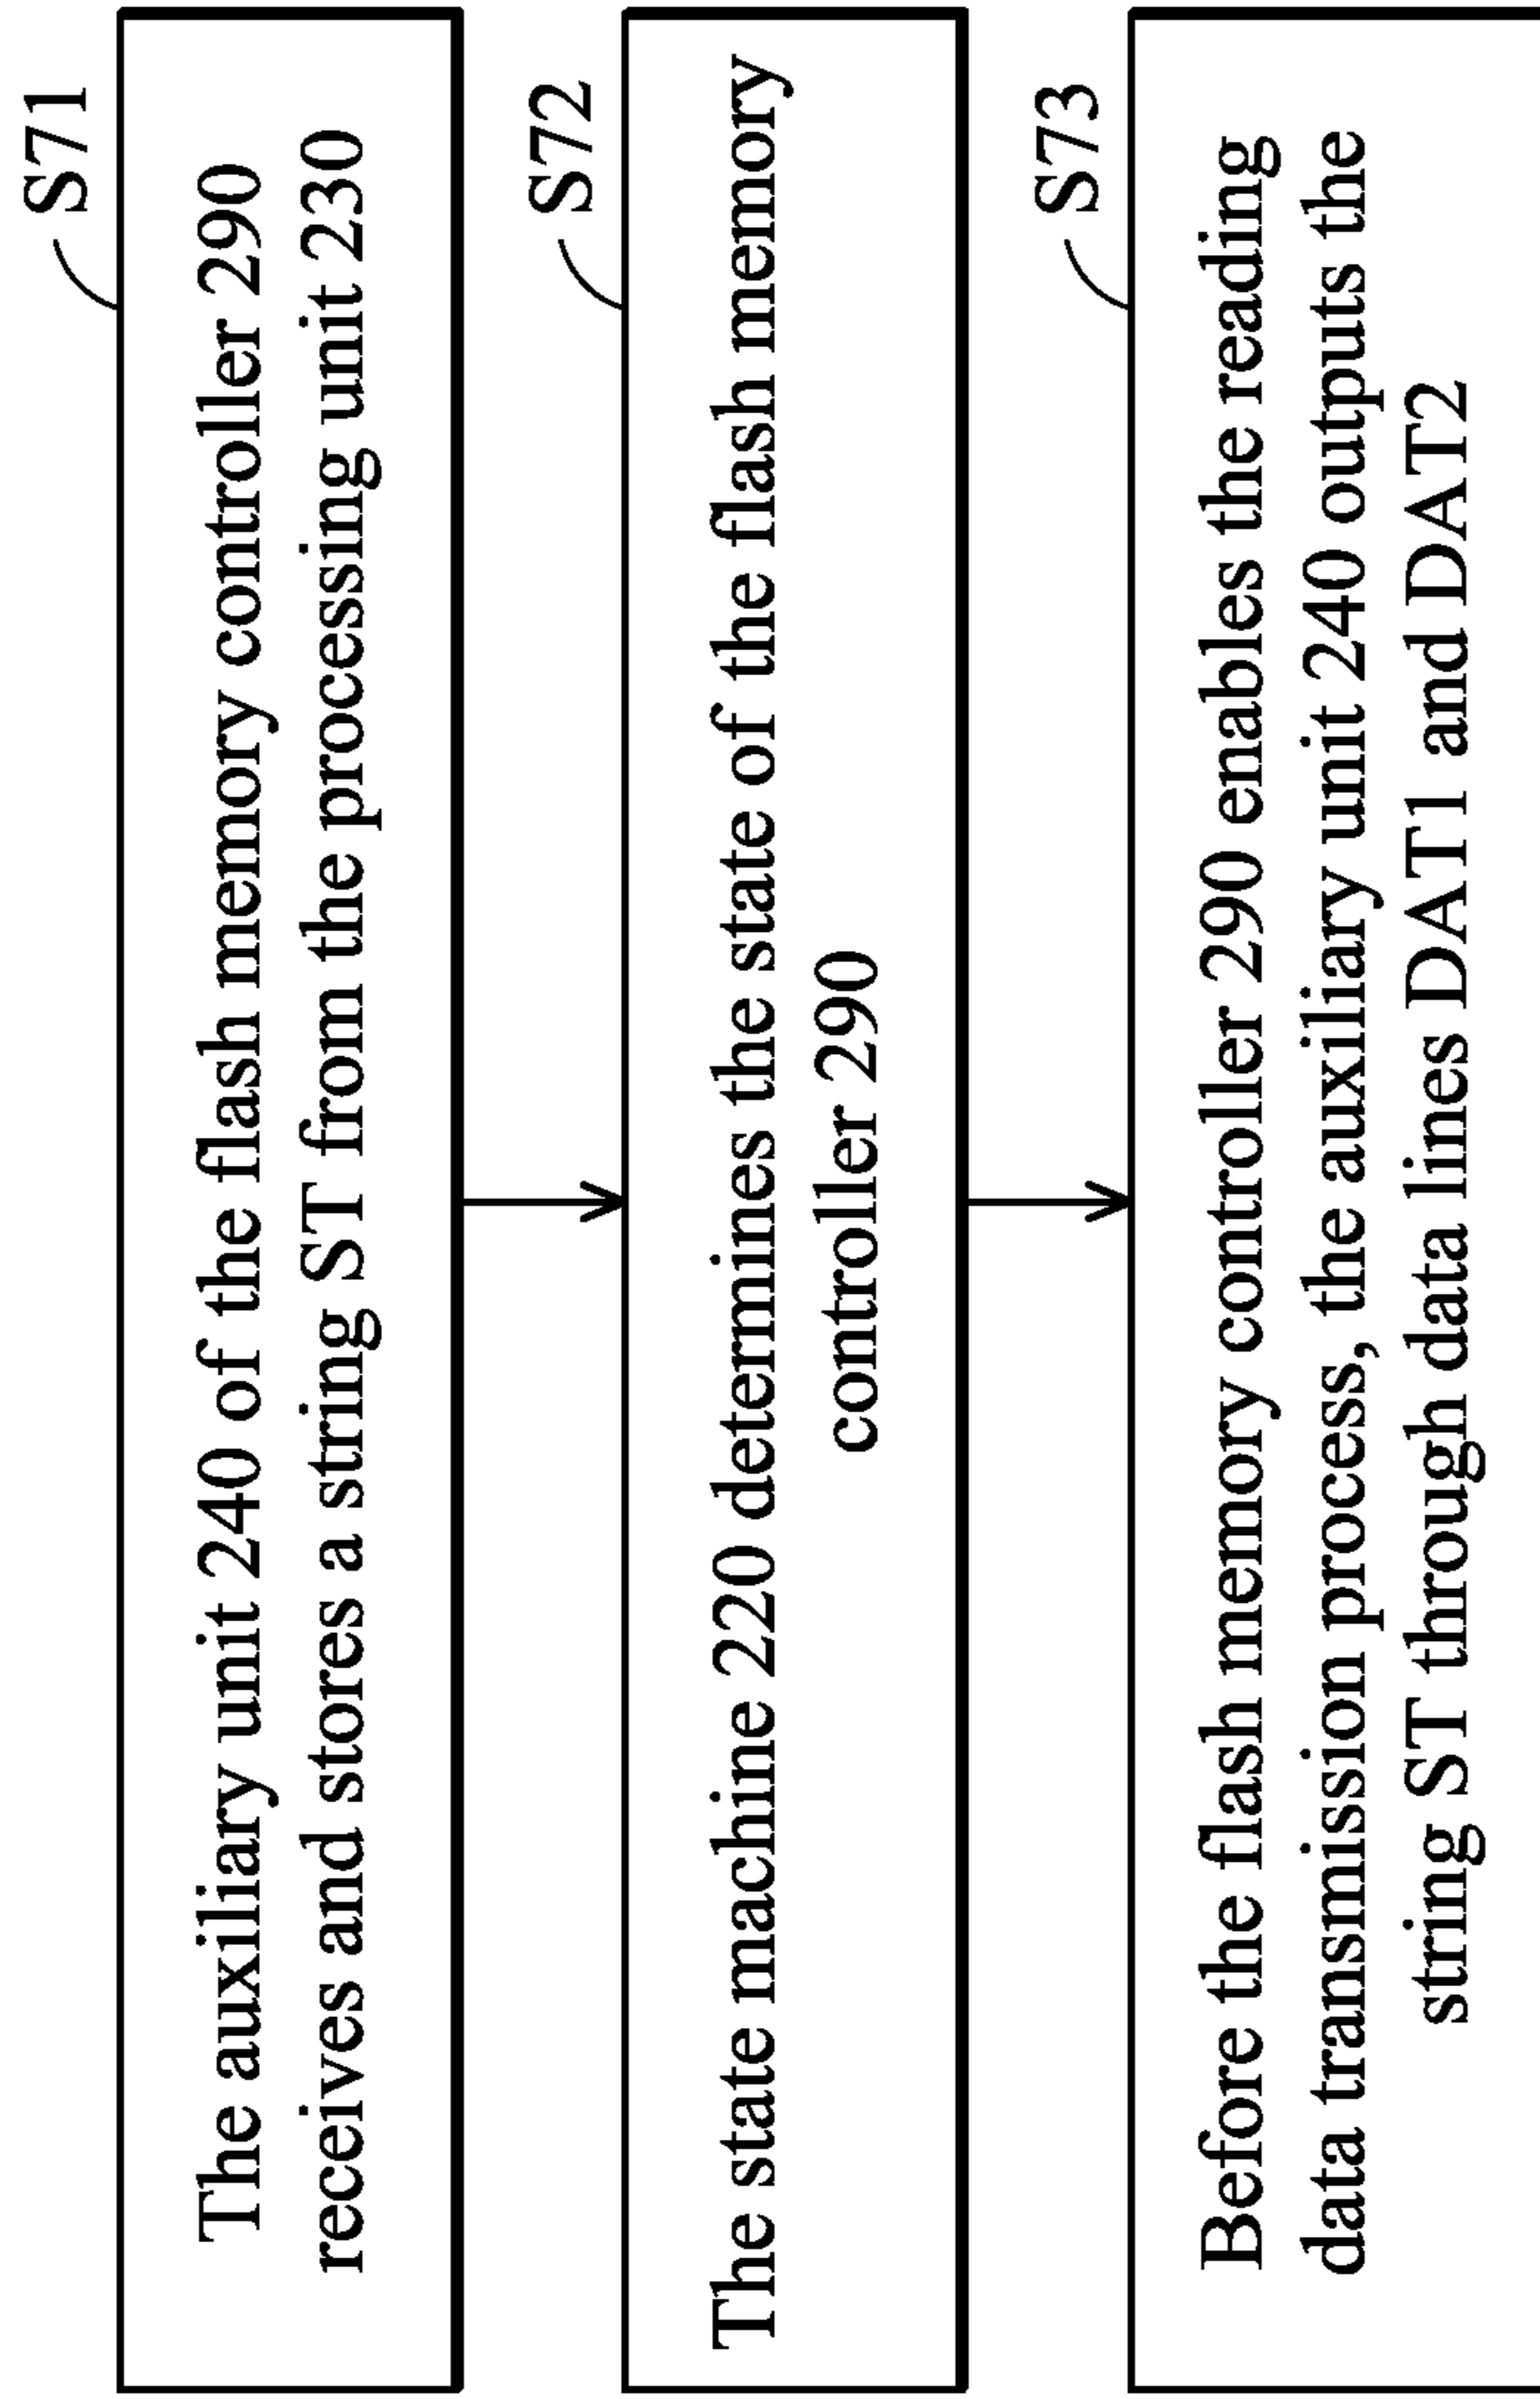 S71
The auxiliary unit 240 of the flash memory controller 290
receives and stores a string ST from the processing unit 230
S72
The state machine 220 determines the state of the flash memory
controller 290
S73
Before the flash memory controller 290 enables the reading
data transmission process, the auxiliary unit 240 outputs the
string ST through data lines DAT1 and DAT2